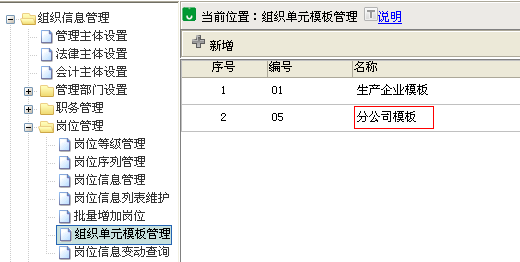 组织信息管理
管理主体设置
法律主体设置
会计主体设置
管理部门设置
职务管理
岗位管理
岗位等级管理
岗位序列管理
岗位信息管理
岗位信息列表维护
批量增加岗位
组织单元模板管理
岗位信息变动查询
当前位置：组织单元模板管理 说明
新增
序号 编号 名称
1 01 生产企业模板
2 05 分公司模板